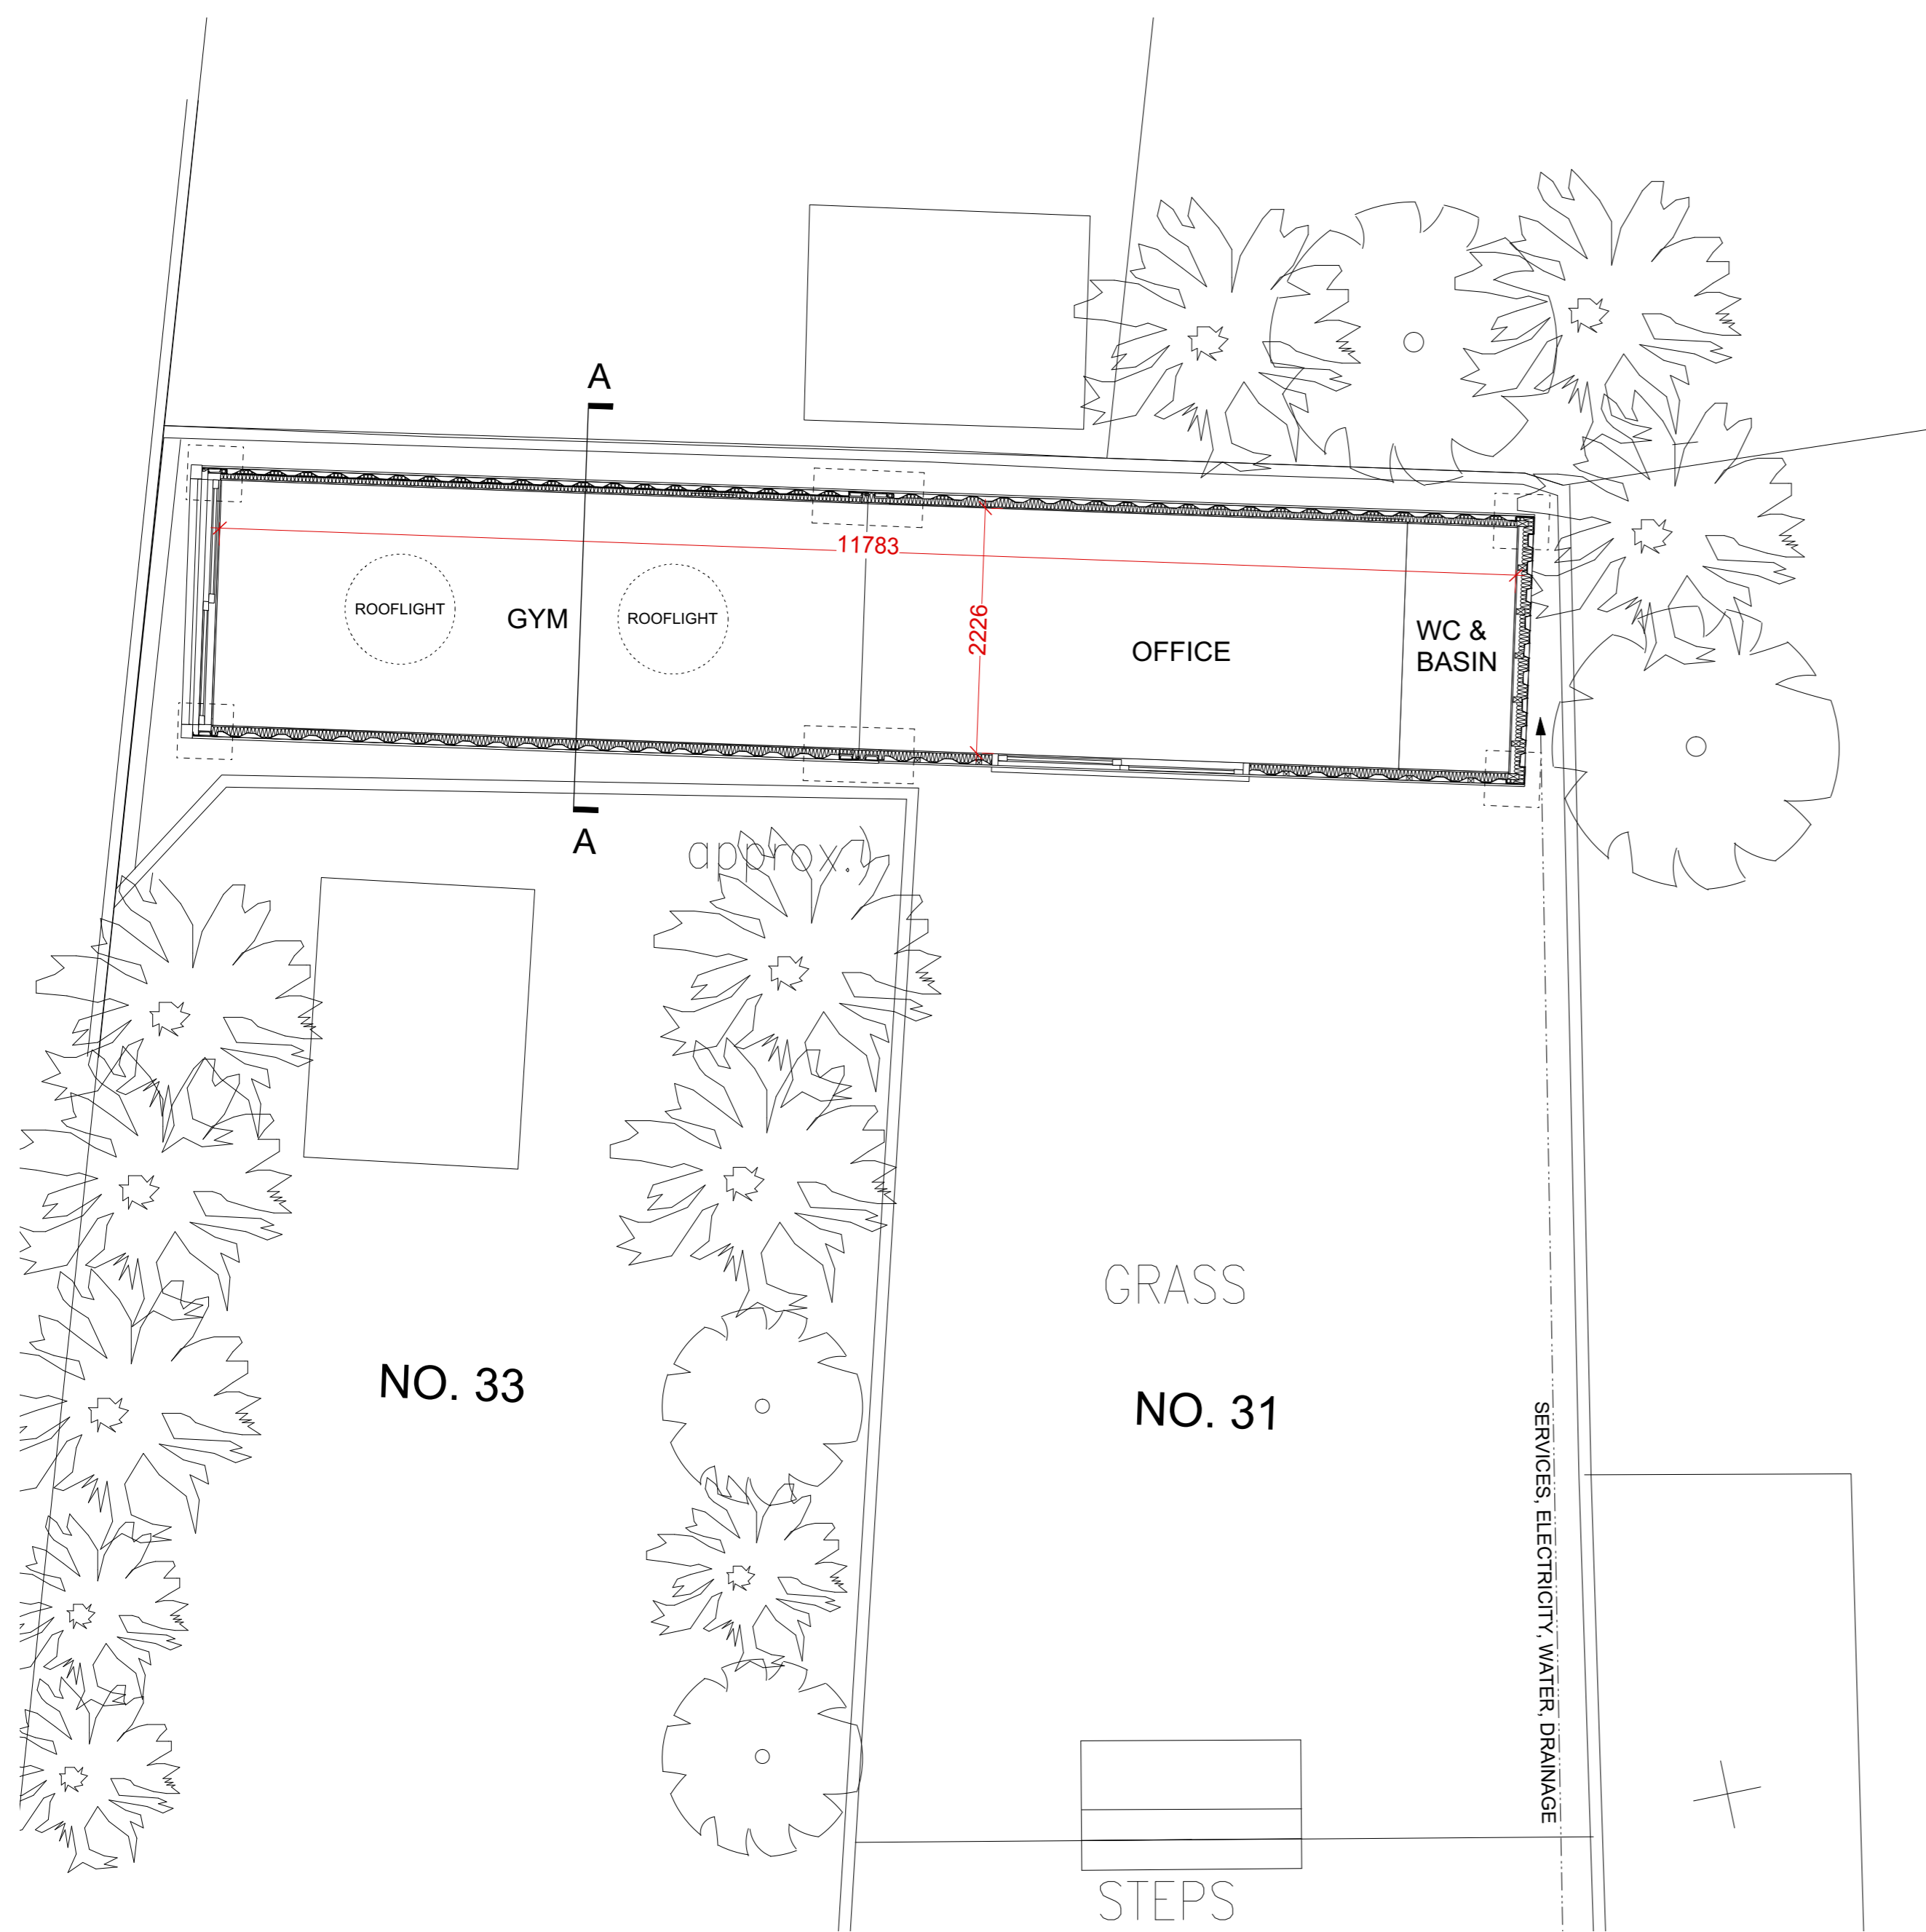 A
11783
ROOFLIGHT
GYM
ROOFLIGHT
2226
OFFICE
WC &
BASIN
A
approx.)
GRASS
NO. 33
NO. 31
SERVICES, ELECTRICITY, WATER, DRAINAGE
STEPS